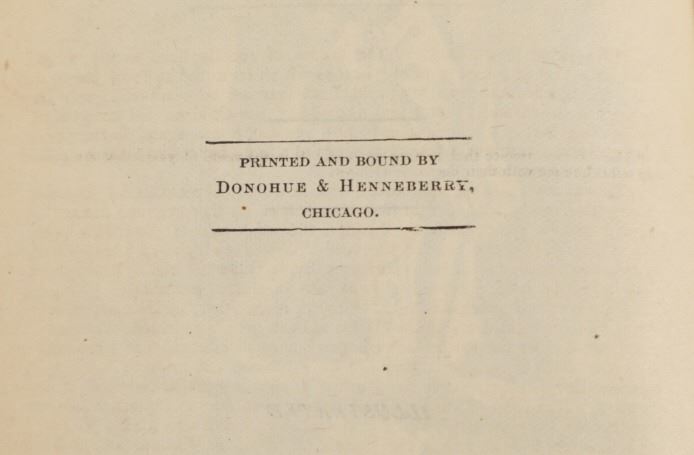 PRINTED AND BOUND BY
DONOHUE & HENNEBERRY,
CHICAGO.